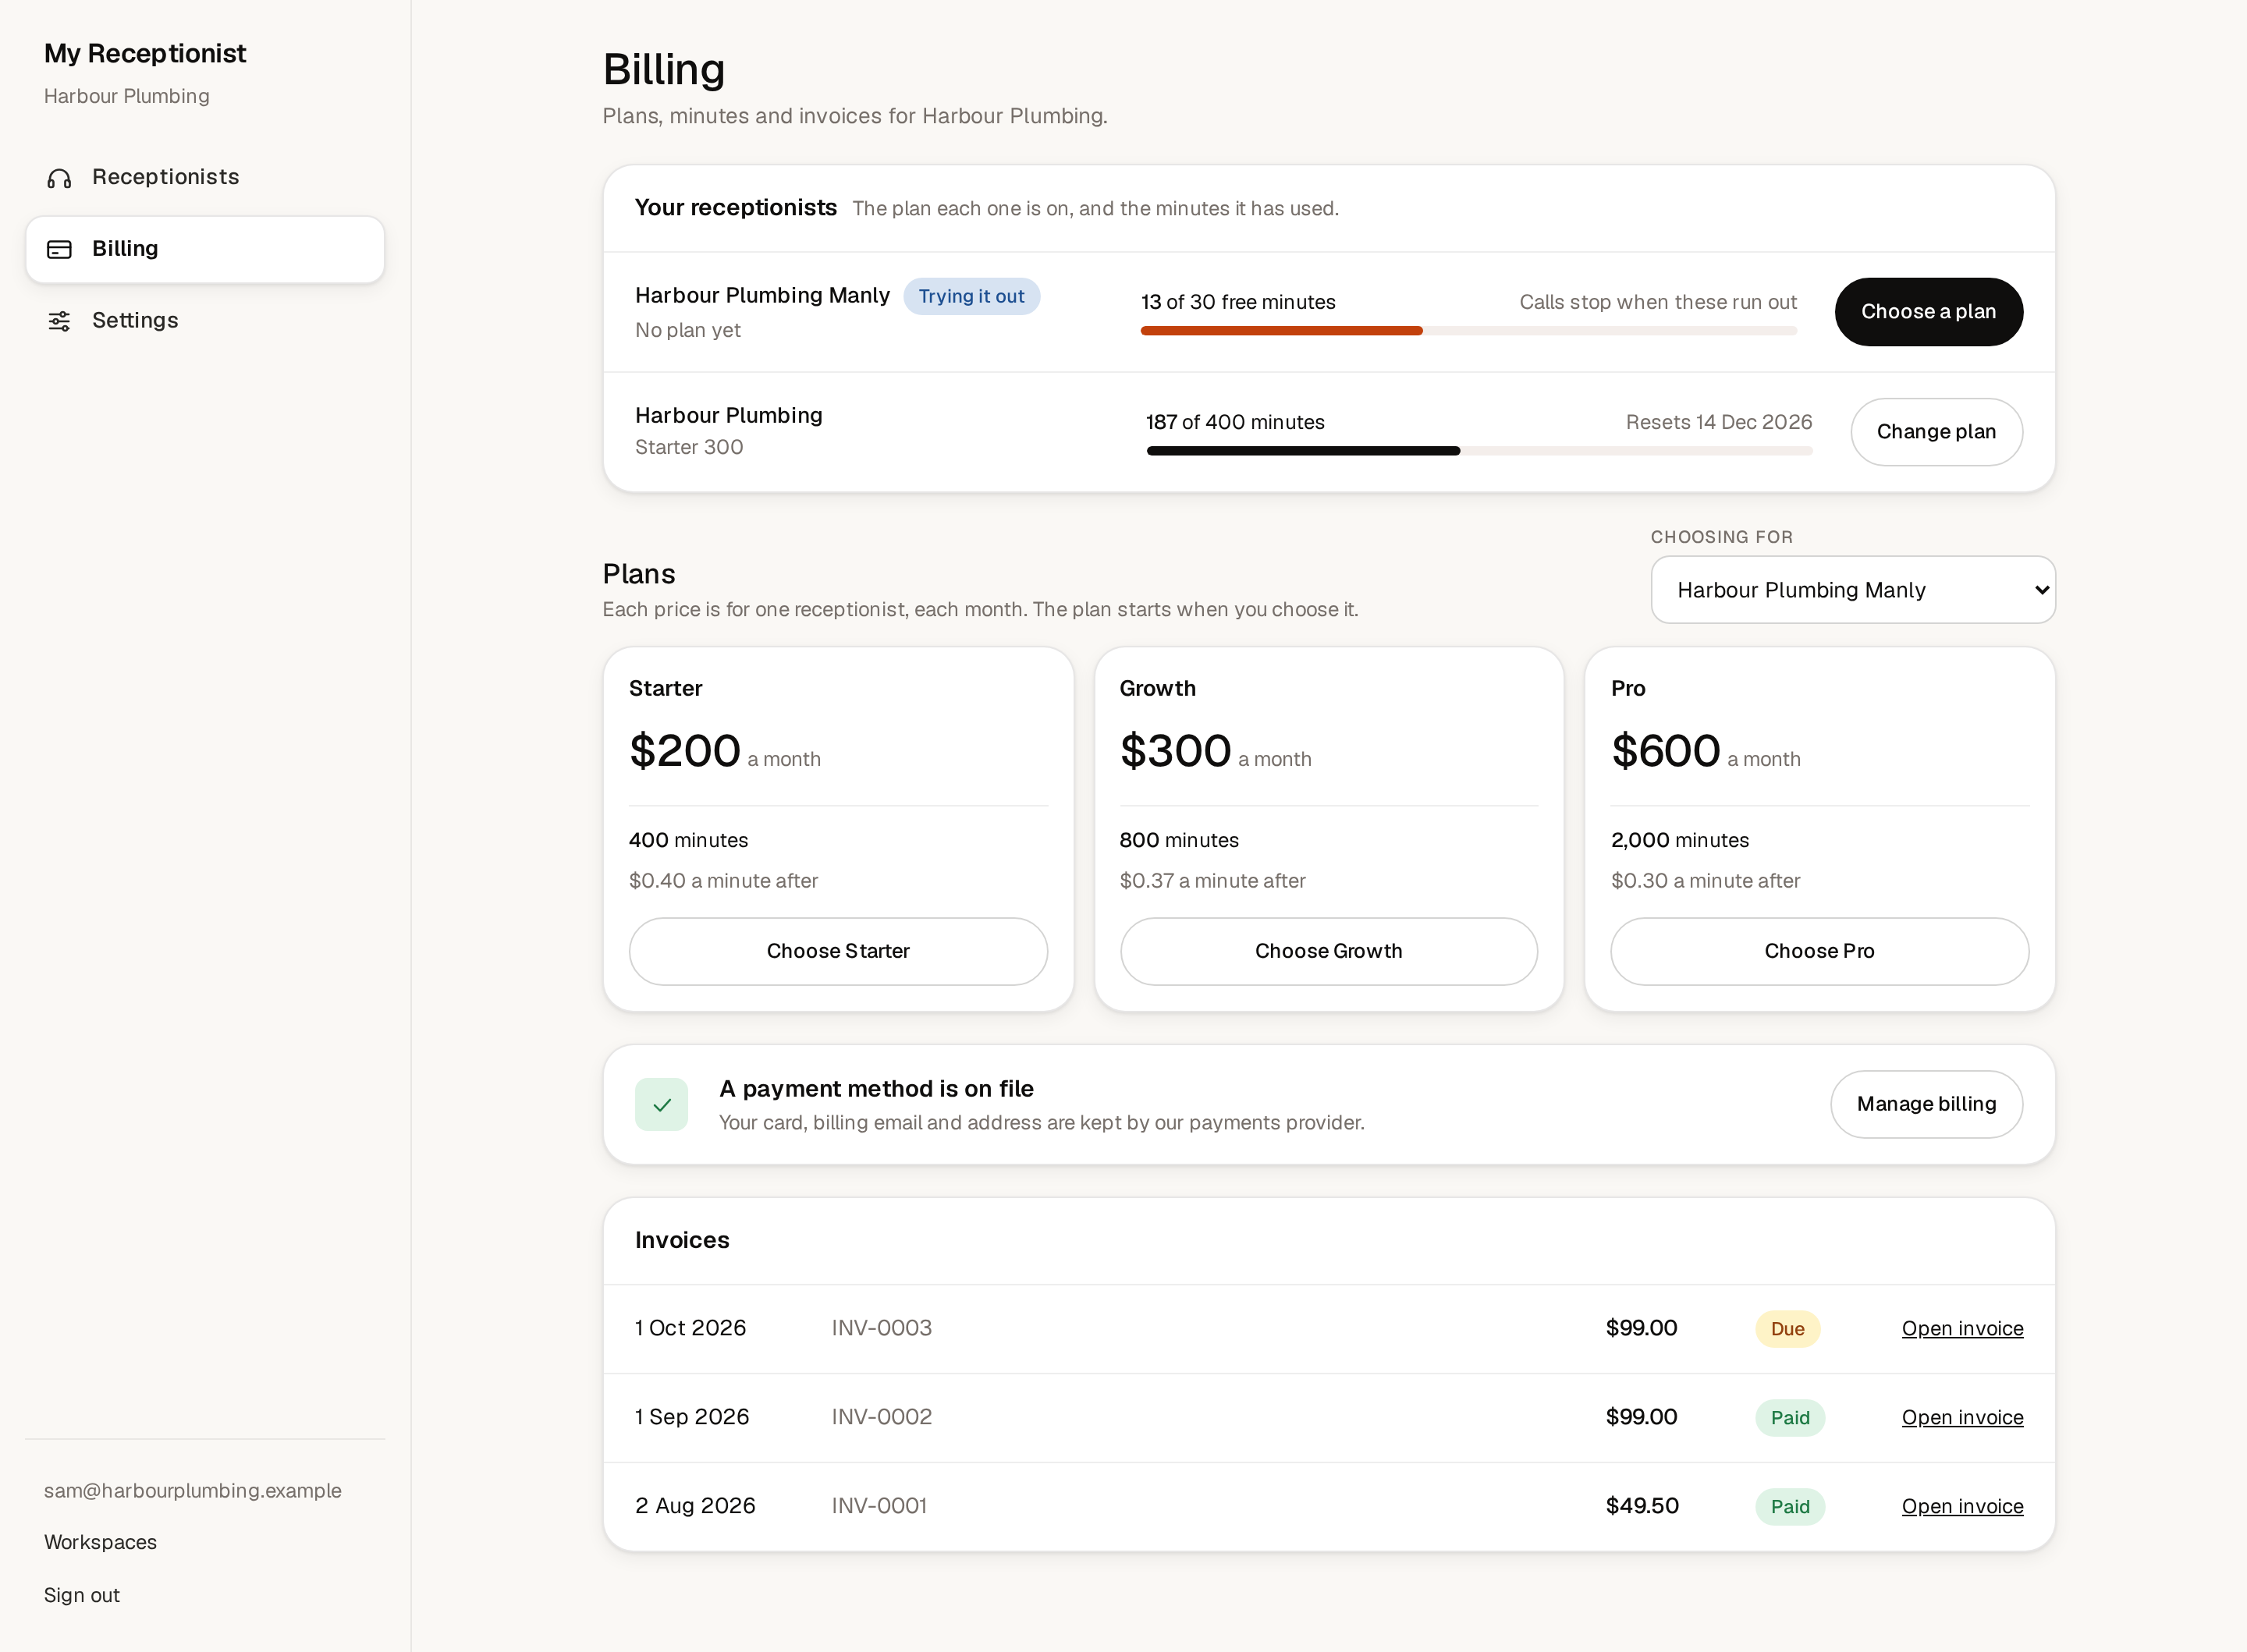 My Receptionist
Harbour Plumbing
Receptionists
Billing
Settings
sam@harbourplumbing.example
Workspaces
Sign out
Billing
Plans, minutes and invoices for Harbour Plumbing.
Your receptionists The plan each one is on, and the minutes it has used.
Harbour Plumbing Manly Trying it out
No plan yet
13 of 30 free minutes Calls stop when these run out
Choose a plan
Harbour Plumbing
Starter 300
187 of 400 minutes Resets 14 Dec 2026
Change plan
Plans
Each price is for one receptionist, each month. The plan starts when you choose it.
CHOOSING FOR
Harbour Plumbing Manly
Starter
$200 a month
400 minutes
$0.40 a minute after
Choose Starter
Growth
$300 a month
800 minutes
$0.37 a minute after
Choose Growth
Pro
$600 a month
2,000 minutes
$0.30 a minute after
Choose Pro
A payment method is on file
Your card, billing email and address are kept by our payments provider.
Manage billing
Invoices
1 Oct 2026 INV-0003 $99.00 Due Open invoice
1 Sep 2026 INV-0002 $99.00 Paid Open invoice
2 Aug 2026 INV-0001 $49.50 Paid Open invoice